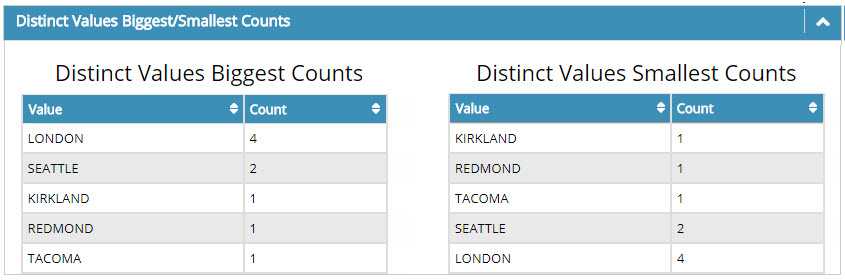 Distinct Values Biggest/Smallest Counts
Distinct Values Biggest Counts
Value Count
LONDON 4
SEATTLE 2
KIRKLAND 1
REDMOND 1
TACOMA 1
Distinct Values Smallest Counts
Value Count
KIRKLAND 1
REDMOND 1
TACOMA 1
SEATTLE 2
LONDON 4